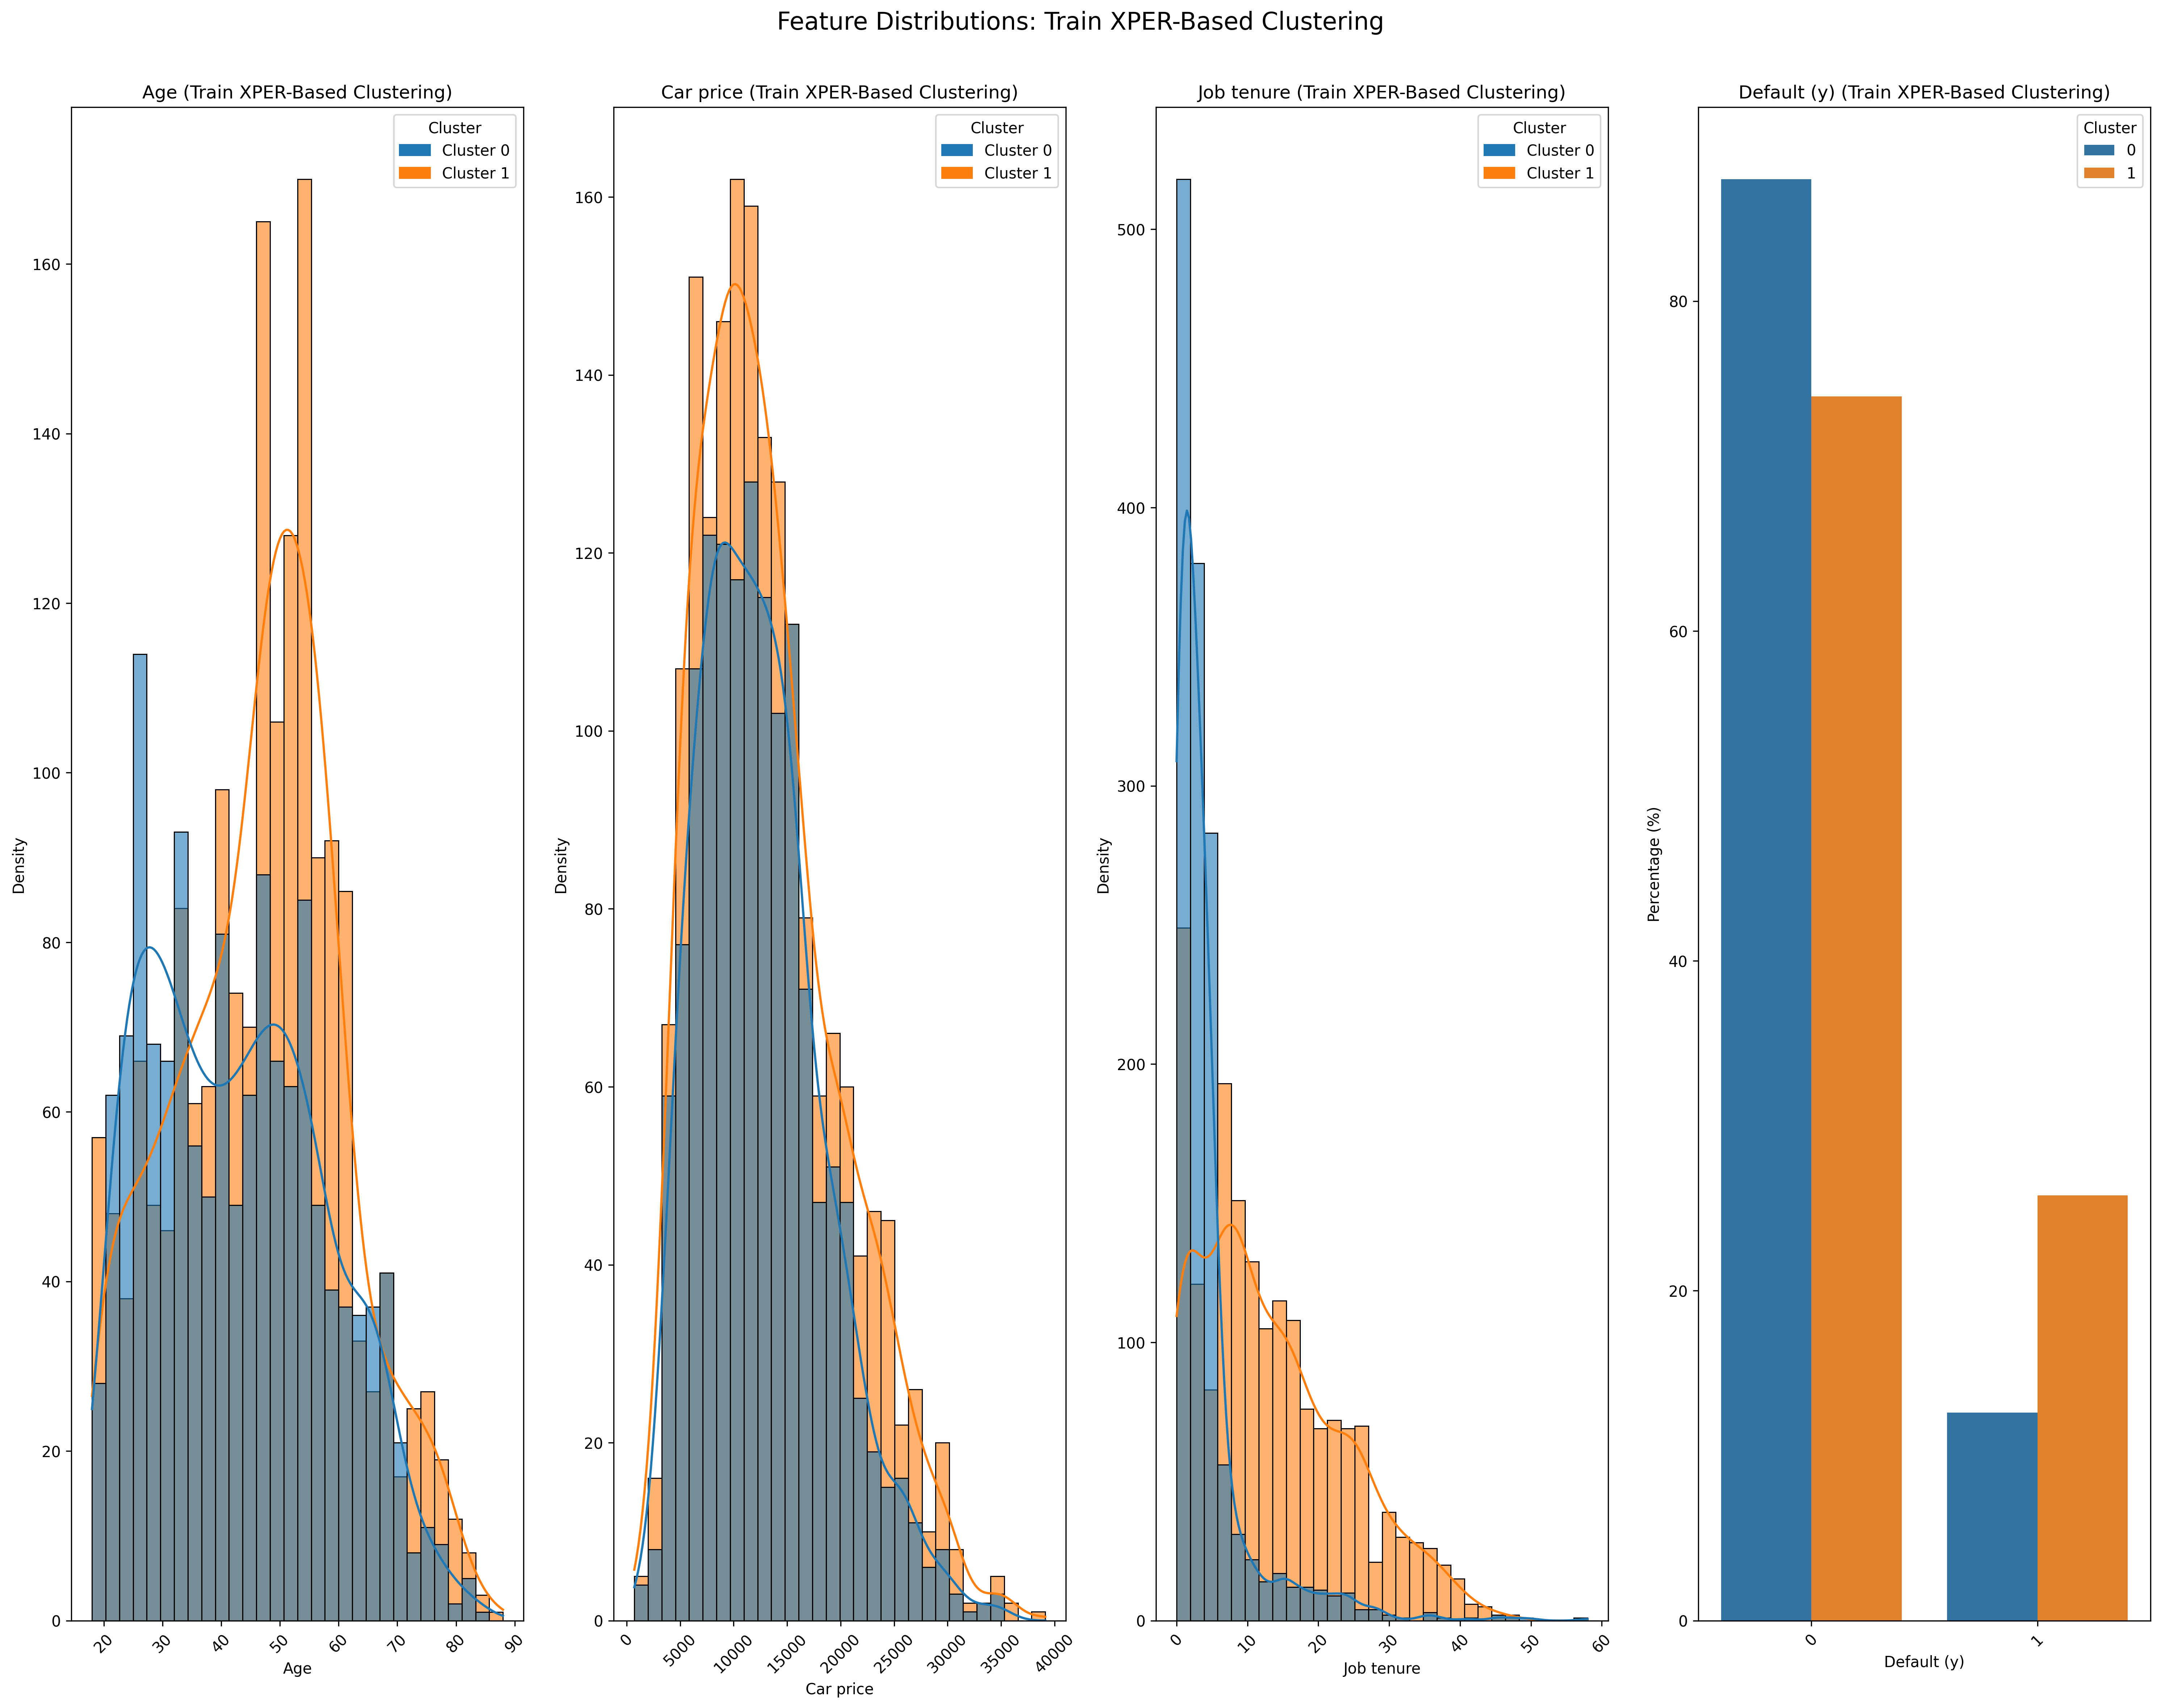 Feature Distributions: Train XPER-Based Clustering
Age (Train XPER-Based Clustering)
Cluster
Cluster 0
Cluster 1
Density
160
140
120
100
80
60
40
20
0
20 30 40 50 60 70 80 90
Age
Car price (Train XPER-Based Clustering)
Cluster
Cluster 0
Cluster 1
Density
160
140
120
100
80
60
40
20
0
0 5000 10000 15000 20000 25000 30000 35000 40000
Car price
Job tenure (Train XPER-Based Clustering)
Cluster
Cluster 0
Cluster 1
Density
500
400
300
200
100
0
0 10 20 30 40 50 60
Job tenure
Default (y) (Train XPER-Based Clustering)
Cluster
0
1
Percentage (%)
80
60
40
20
0
0 1
Default (y)